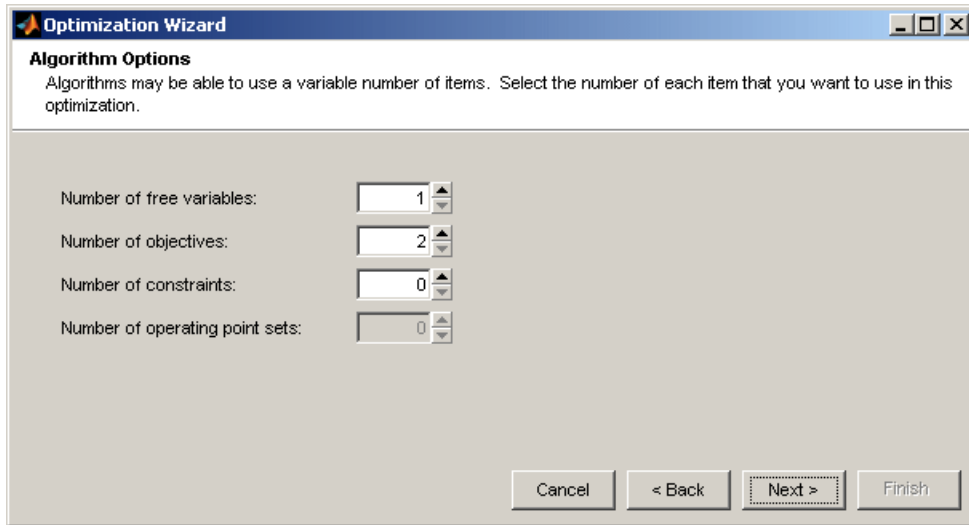 Optimization Wizard
Algorithm Options
Algorithms may be able to use a variable number of items. Select the number of each item that you want to use in this
optimization.
Number of free variables: 1
Number of objectives: 2
Number of constraints: 0
Number of operating point sets: 0
Cancel < Back Next > Finish